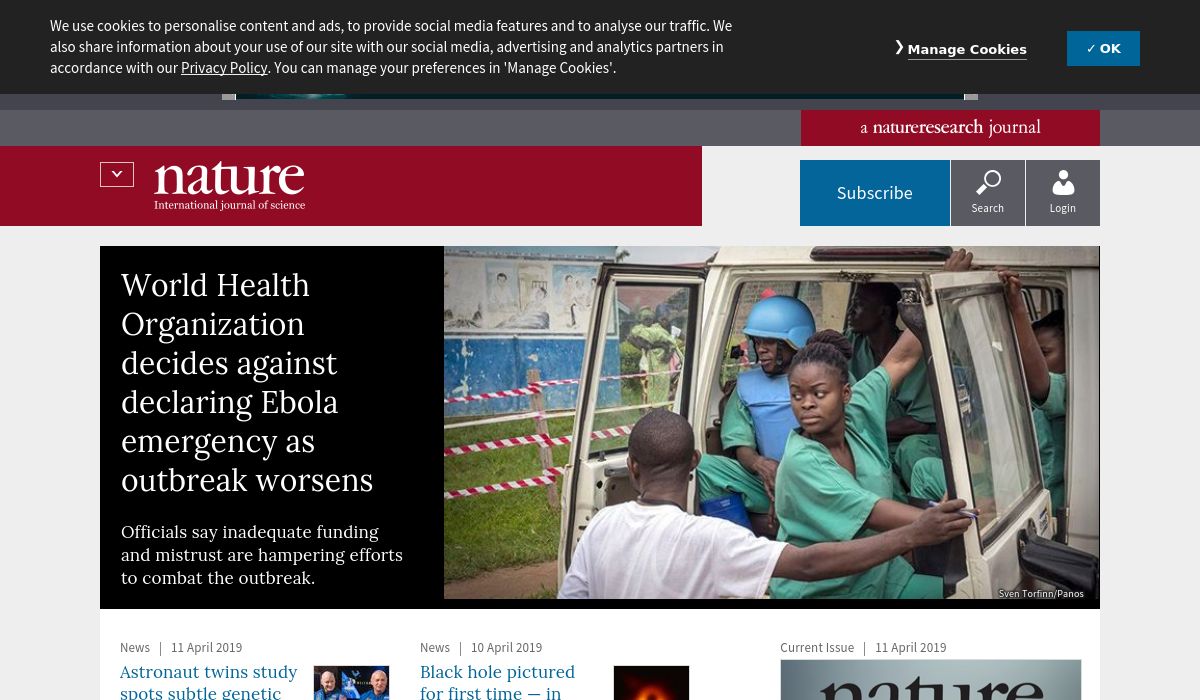 We use cookies to personalise content and ads, to provide social media features and to analyse our traffic. We
also share information about your use of our site with our social media, advertising and analytics partners in
accordance with our Privacy Policy. You can manage your preferences in 'Manage Cookies'.
❯ Manage Cookies
✓ OK
a natureresearch journal
nature
International journal of science
Subscribe
Search
Login
World Health
Organization
decides against
declaring Ebola
emergency as
outbreak worsens
Officials say inadequate funding
and mistrust are hampering efforts
to combat the outbreak.
Sven Torfinn/Panos
News | 11 April 2019
Astronaut twins study
spots subtle genetic
News | 10 April 2019
Black hole pictured
for first time — in
Current Issue | 11 April 2019
nature